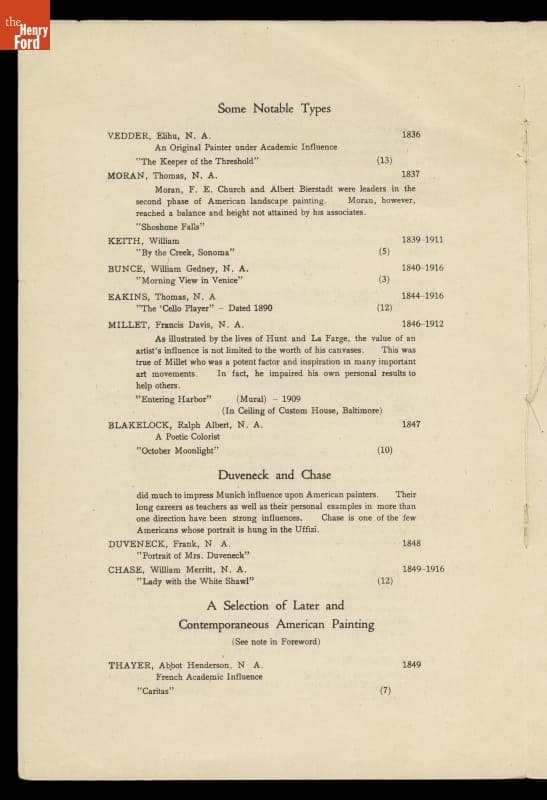 the
Henry
Ford
Some Notable Types
VEDDER, Elihu, N. A. 1836
An Original Painter under Academic Influence
"The Keeper of the Threshold" (13)
MORAN, Thomas, N. A. 1837
Moran, F. E. Church and Albert Bierstadt were leaders in the
second phase of American landscape painting. Moran, however,
reached a balance and height not attained by his associates.
"Shoshone Falls"
KEITH, William 1839-1911
"By the Creek, Sonoma" (5)
BUNCE, William Gedney, N. A. 1840-1916
"Morning View in Venice" (3)
EAKINS, Thomas, N. A 1844-1916
"The 'Cello Player" - Dated 1890 (12)
MILLET, Francis Davis, N. A. 1846-1912
As illustrated by the lives of Hunt and La Farge, the value of an
artist's influence is not limited to the worth of his canvases. This was
true of Millet who was a potent factor and inspiration in many important
art movements. In fact, he impaired his own personal results to
help others.
"Entering Harbor" (Mural) - 1909
(In Ceiling of Custom House, Baltimore)
BLAKELOCK, Ralph Albert, N. A. 1847
A Poetic Colorist
"October Moonlight" (10)
Duveneck and Chase
did much to impress Munich influence upon American painters. Their
long careers as teachers as well as their personal examples in more than
one direction have been strong influences. Chase is one of the few
Americans whose portrait is hung in the Uffizi.
DUVENECK, Frank, N A. 1848
"Portrait of Mrs. Duveneck"
CHASE, William Merritt, N. A. 1849-1916
"Lady with the White Shawl" (12)
A Selection of Later and
Contemporaneous American Painting
(See note in Foreword)
THAYER, Abbot Henderson, N A. 1849
French Academic Influence
"Caritas" (7)